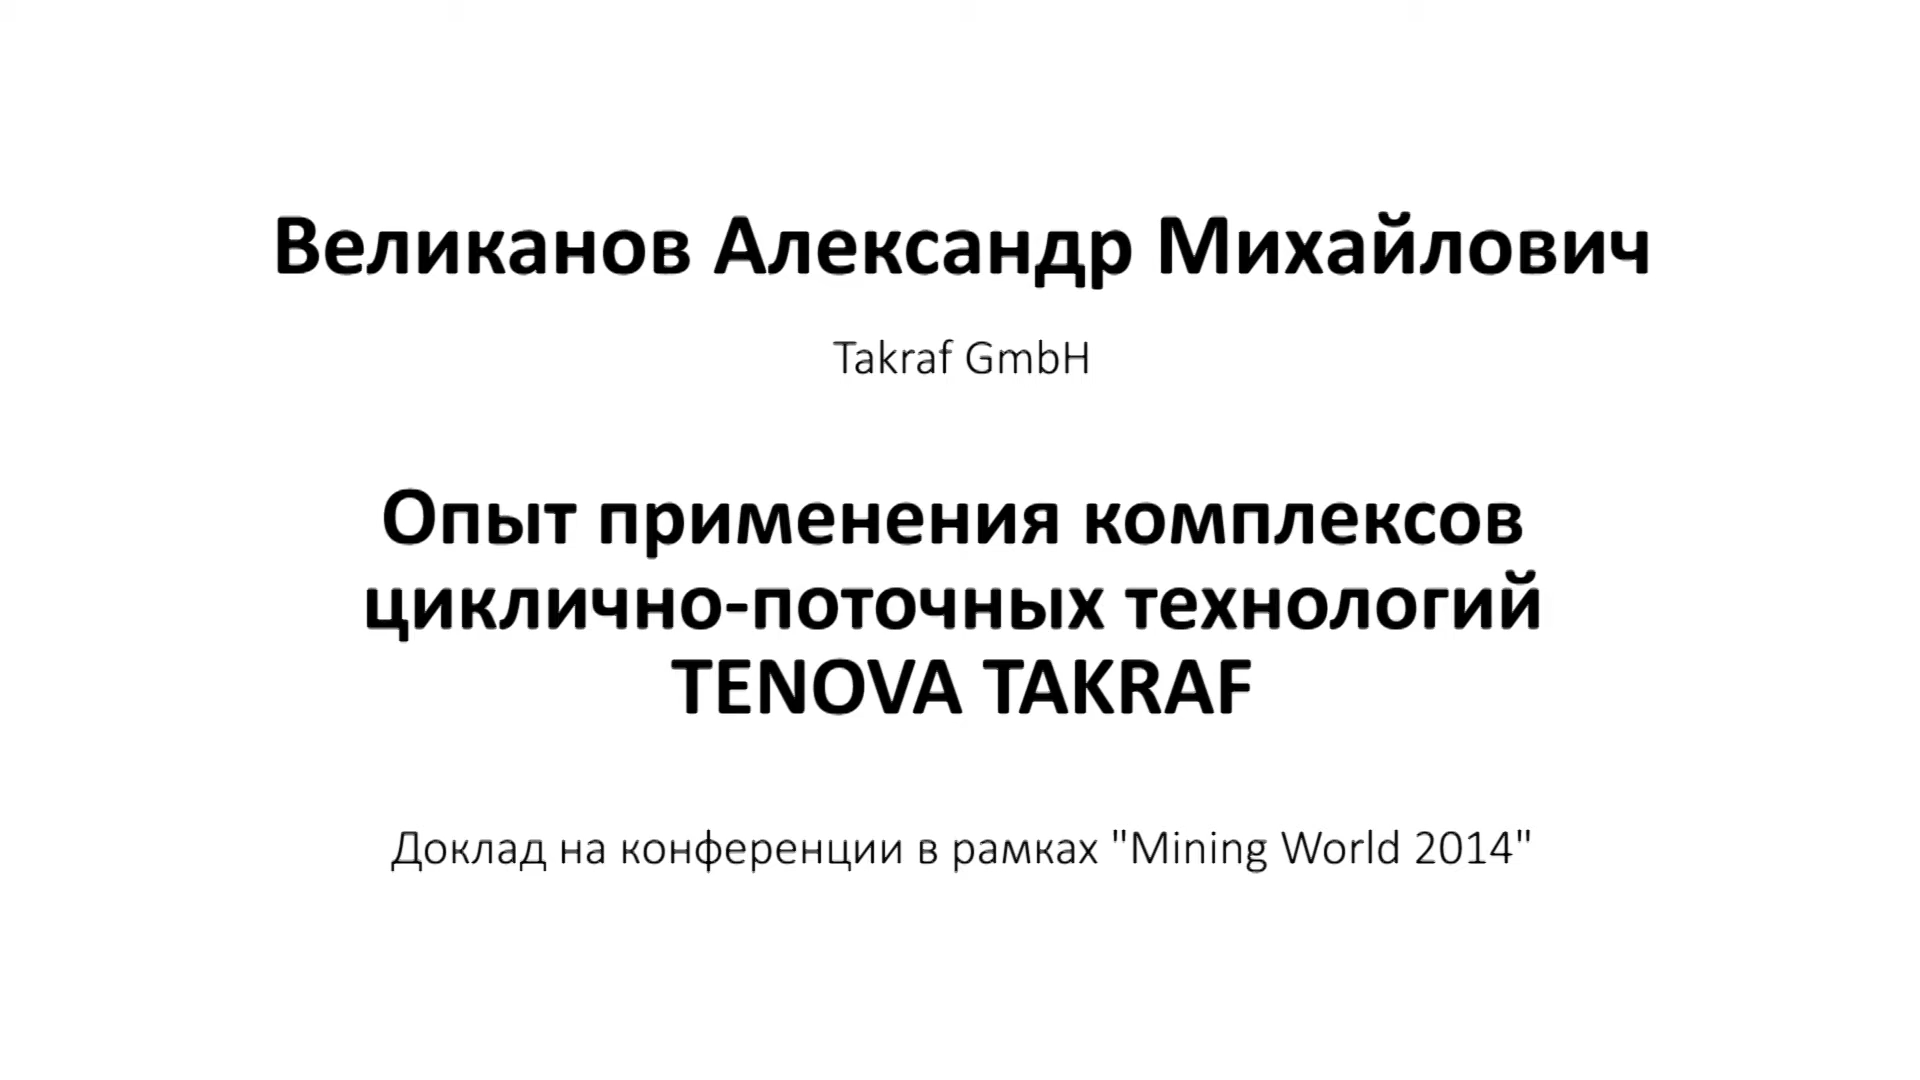 Великанов Александр Михайлович
Takraf GmbH
Опыт применения комплексов
циклично-поточных технологий
TENOVA TAKRAF
Доклад на конференции в рамках "Mining World 2014"